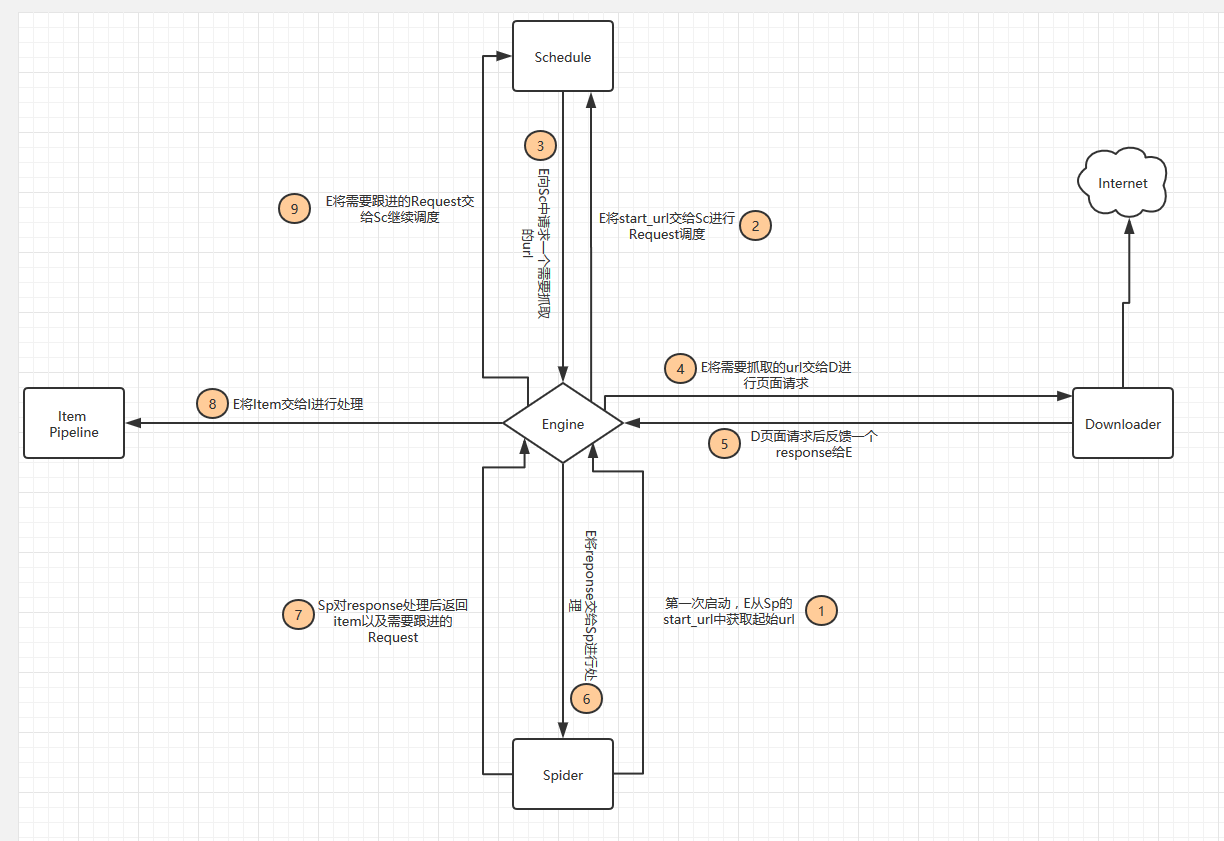 Schedule
3
E向Sc中请求一个需要抓取
的url
9
E将需要跟进的Request交
给Sc继续调度
E将start_url交给Sc进行
Request调度
2
Internet
4
E将需要抓取的url交给D进
行页面请求
8
E将Item交给I进行处理
Item
Pipeline
Engine
Downloader
5
D页面请求后反馈一个
response给E
7
Sp对response处理后返回
item以及需要跟进的
Request
E将reponse交给Sp进行处
理
6
第一次启动，E从Sp的
start_url中获取起始url
1
Spider